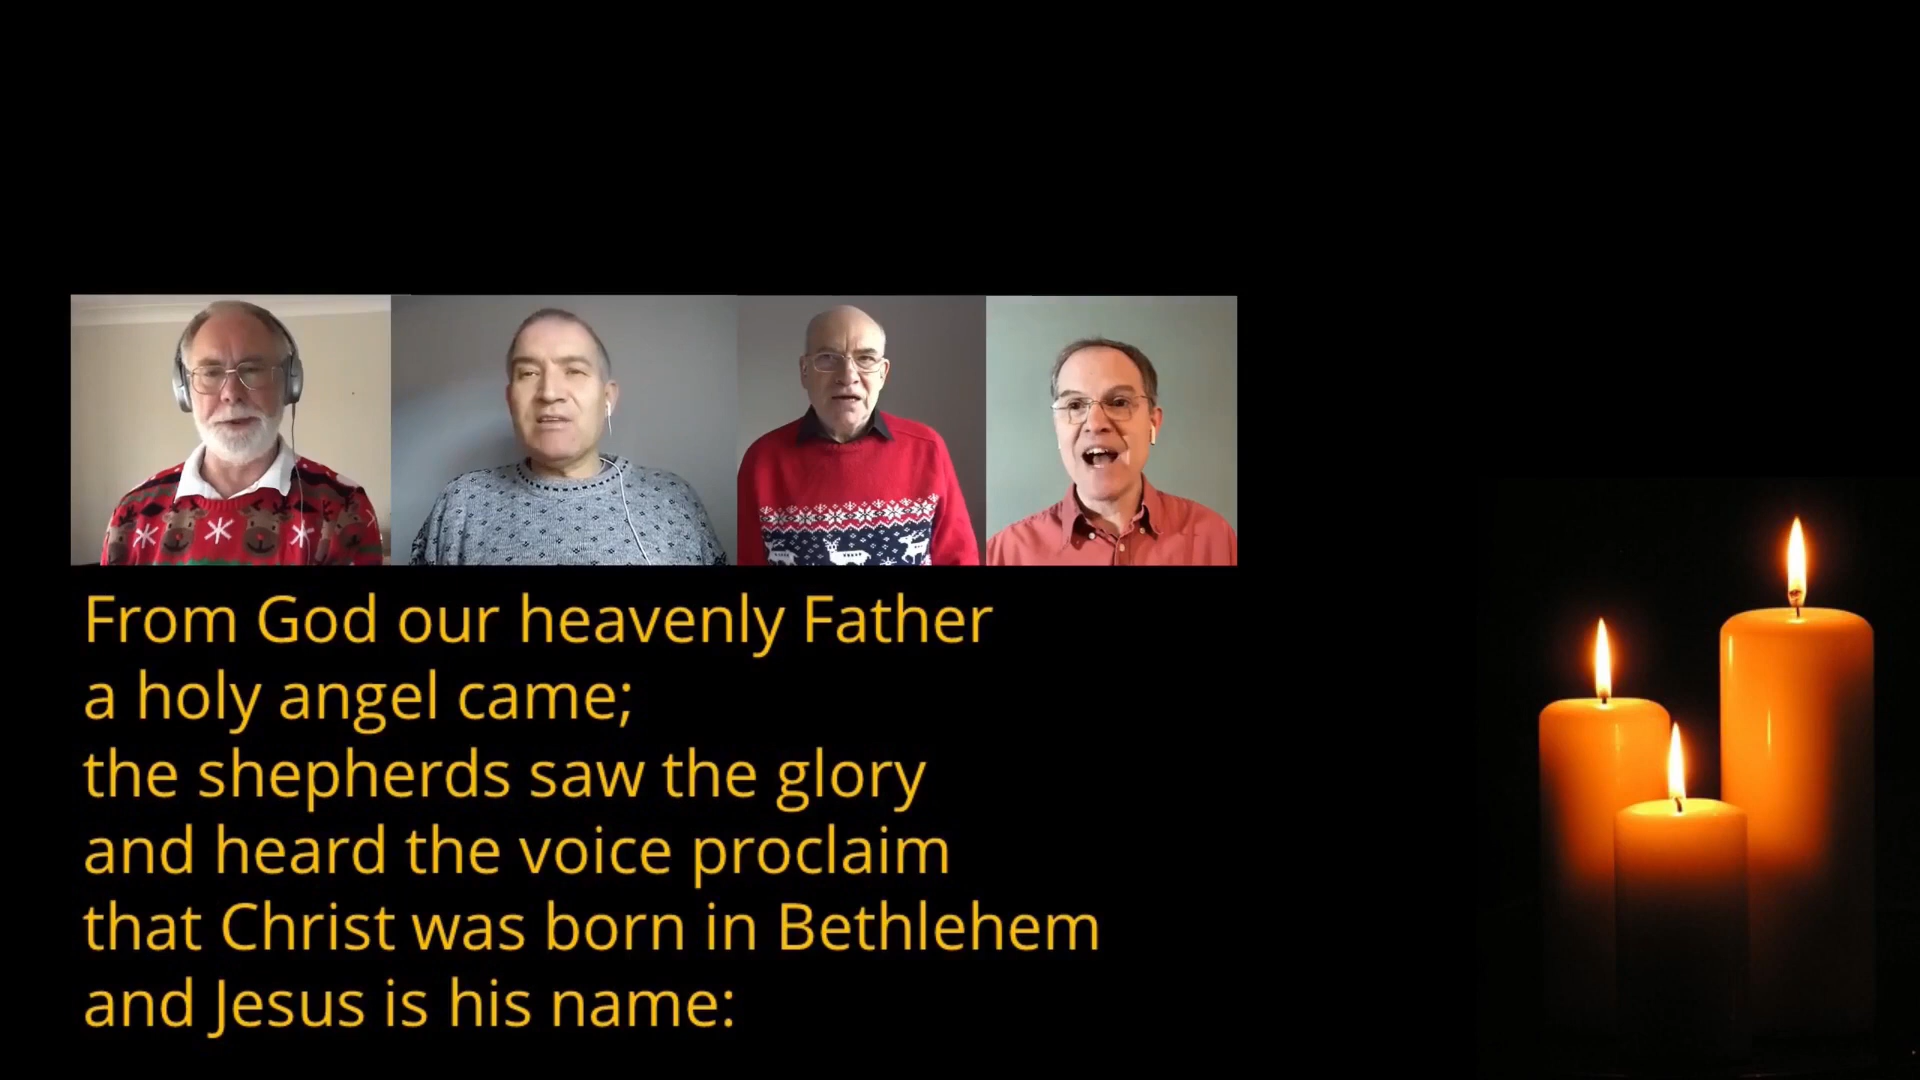 From God our heavenly Father
a holy angel came;
the shepherds saw the glory
and heard the voice proclaim
that Christ was born in Bethlehem
and Jesus is his name: